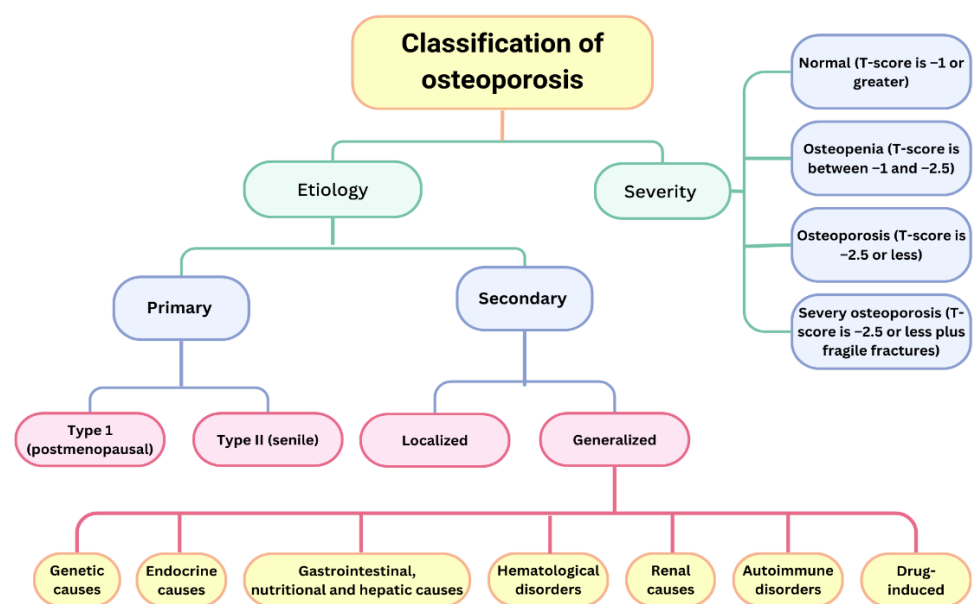 Classification of
osteoporosis
Etiology
Severity
Normal (T-score is −1 or
greater)
Osteopenia (T-score is
between −1 and −2.5)
Osteoporosis (T-score is
−2.5 or less)
Severy osteoporosis (T-
score is −2.5 or less plus
fragile fractures)
Primary
Secondary
Type 1
(postmenopausal)
Type II (senile)
Localized
Generalized
Genetic
causes
Endocrine
causes
Gastrointestinal,
nutritional and hepatic causes
Hematological
disorders
Renal
causes
Autoimmune
disorders
Drug-
induced